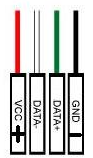 VCC +
DATA-
DATA+
GND -